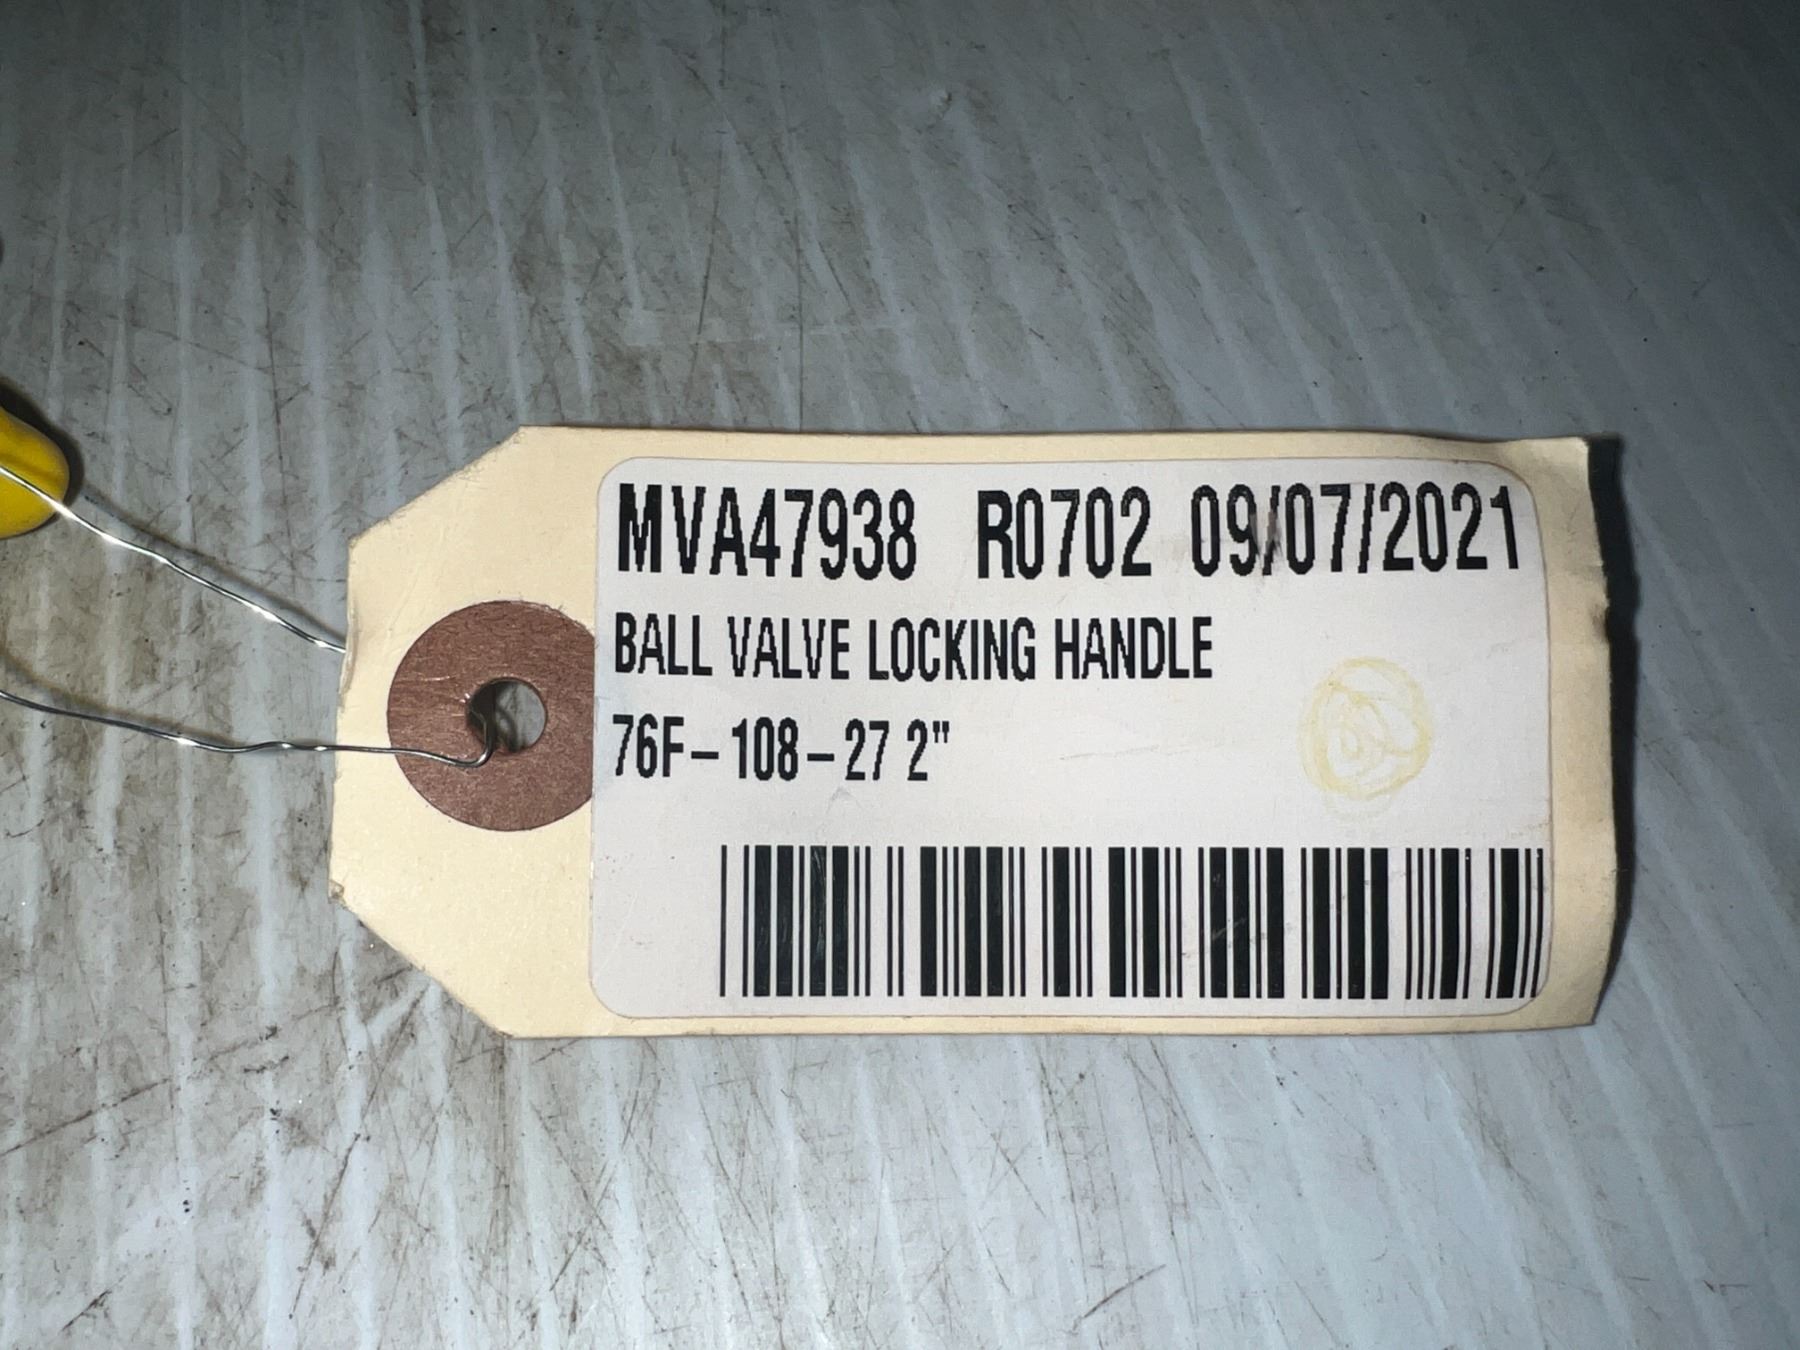 MVA47938 R0702 09/07/2021
BALL VALVE LOCKING HANDLE
76F-108-27 2"